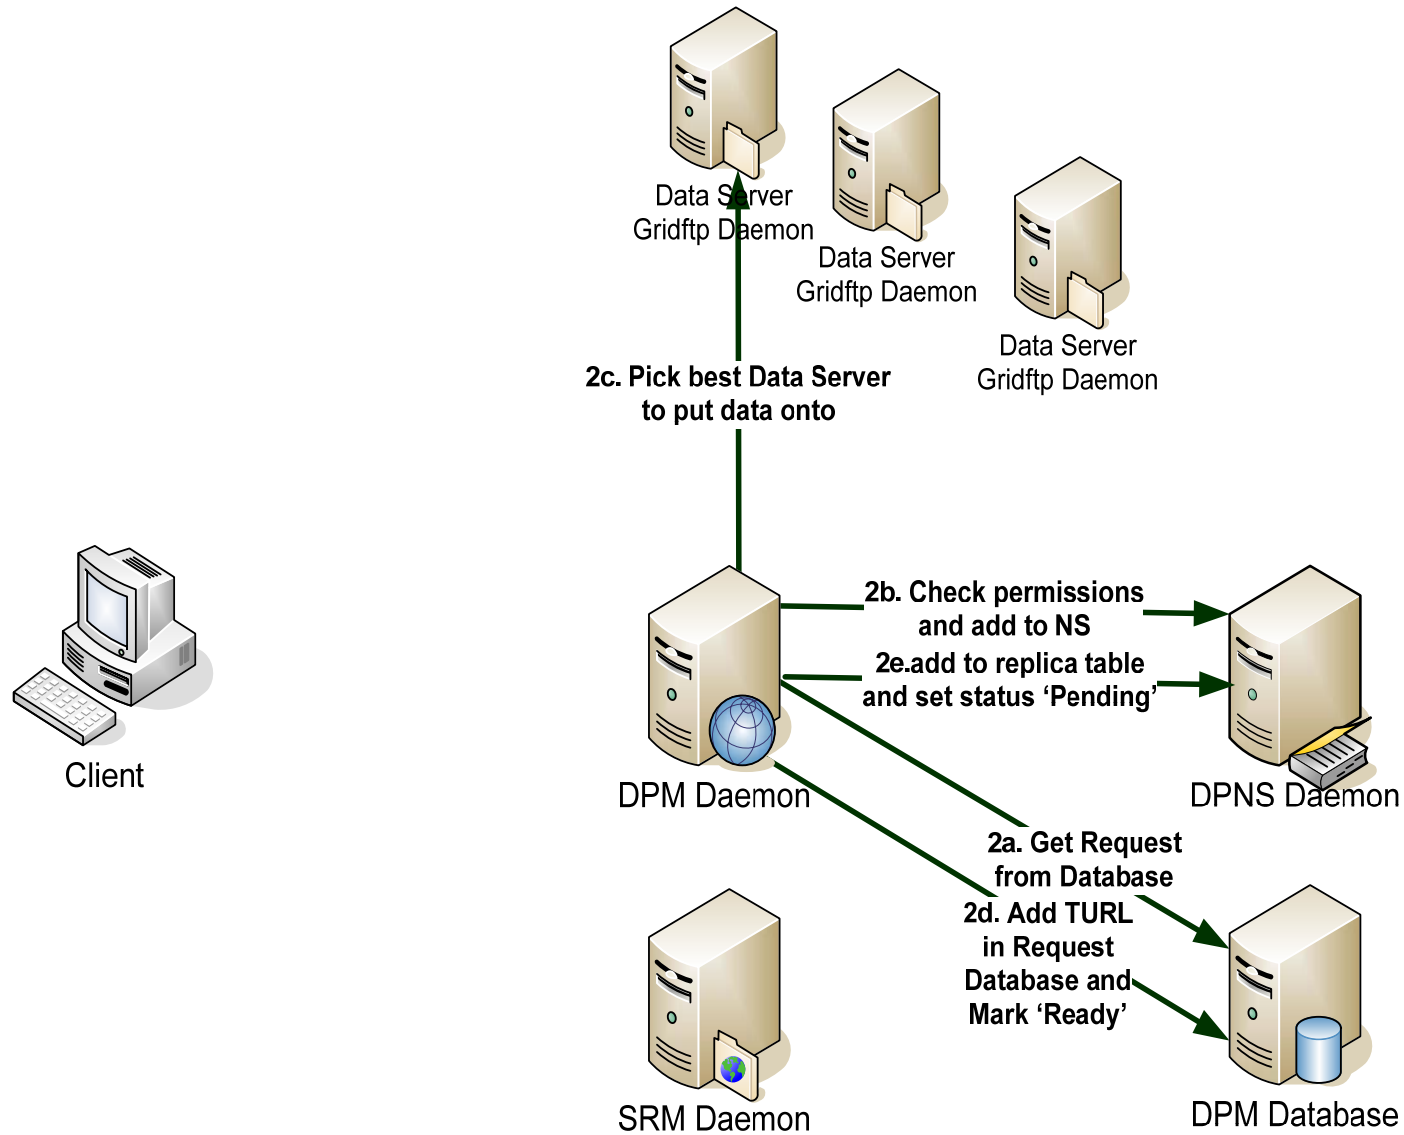 Data Server
Gridftp Daemon
Data Server
Gridftp Daemon
Data Server
Gridftp Daemon
2c. Pick best Data Server
to put data onto
2b. Check permissions
and add to NS
2e.add to replica table
and set status ‘Pending’
Client
DPM Daemon
DPNS Daemon
2a. Get Request
from Database
2d. Add TURL
in Request
Database and
Mark ‘Ready’
SRM Daemon
DPM Database